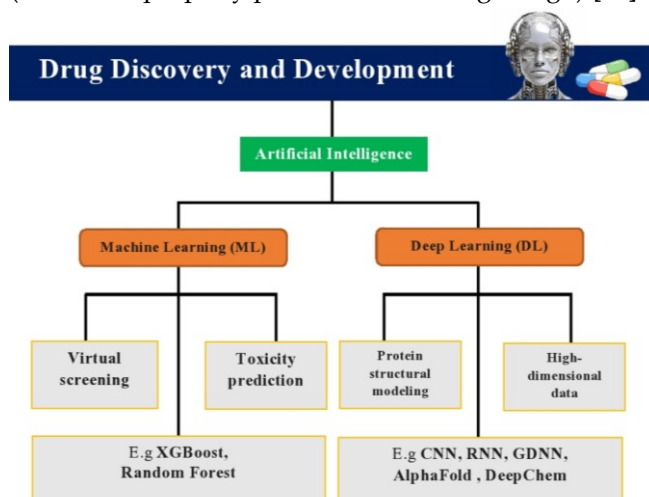 Drug Discovery and Development
Artificial Intelligence
Machine Learning (ML)
Deep Learning (DL)
Virtual
screening
Toxicity
prediction
Protein
structural
modeling
High-
dimensional
data
E.g XGBoost,
Random Forest
E.g CNN, RNN, GDNN,
AlphaFold , DeepChem